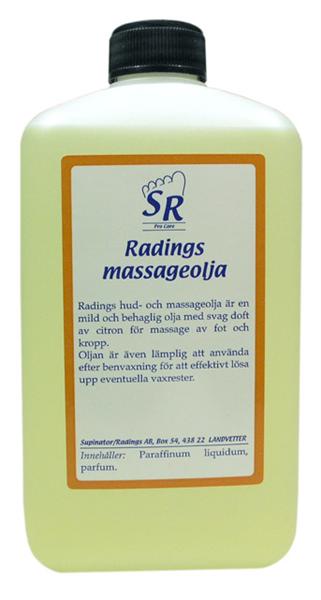 SR
Pro Care
Radings
massageolja
Radings hud- och massageolja är en
mild och behaglig olja med svag doft
av citron för massage av fot och
kropp.
Oljan är även lämplig att använda
efter benvaxning för att effektivt lösa
upp eventuella vaxrester.
Supinator/Radings AB, Box 54, 438 22 LANDVETTER
Innehåller: Paraffinum liquidum,
parfum.